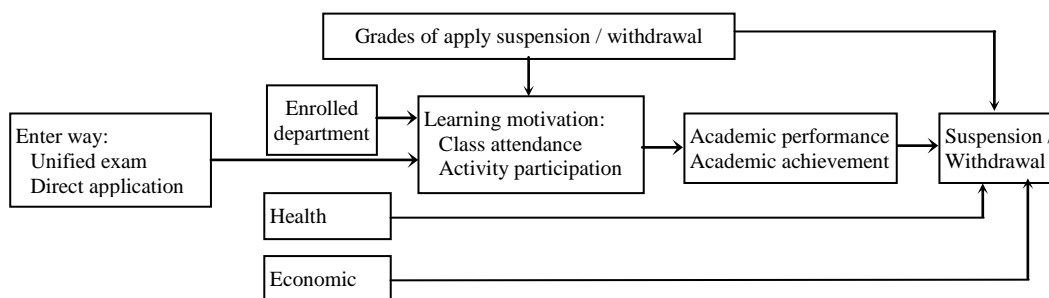 Grades of apply suspension / withdrawal
Enrolled
department
Enter way:
Unified exam
Direct application
Learning motivation:
Class attendance
Activity participation
Academic performance
Academic achievement
Suspension /
Withdrawal
Health
Economic